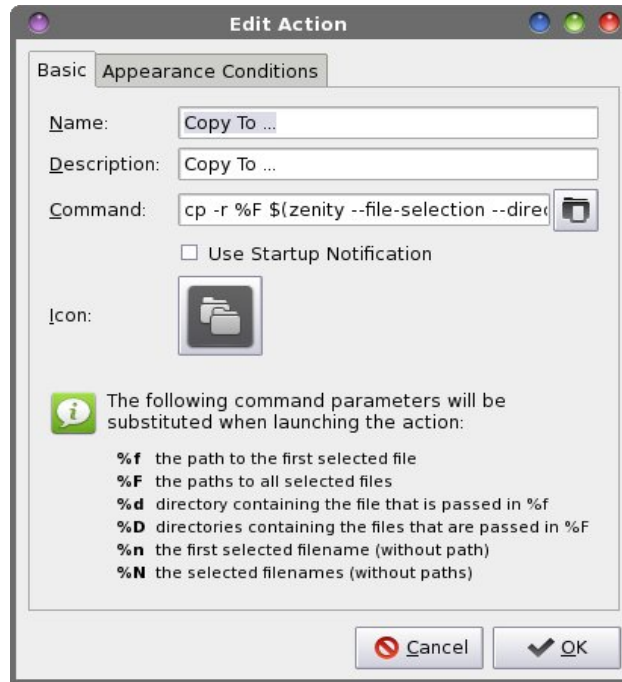 Edit Action
Basic Appearance Conditions
Name: Copy To ...
Description: Copy To ...
Command: cp -r %F $(zenity --file-selection --direc
Use Startup Notification
Icon:
The following command parameters will be
substituted when launching the action:
%f the path to the first selected file
%F the paths to all selected files
%d directory containing the file that is passed in %f
%D directories containing the files that are passed in %F
%n the first selected filename (without path)
%N the selected filenames (without paths)
Cancel OK